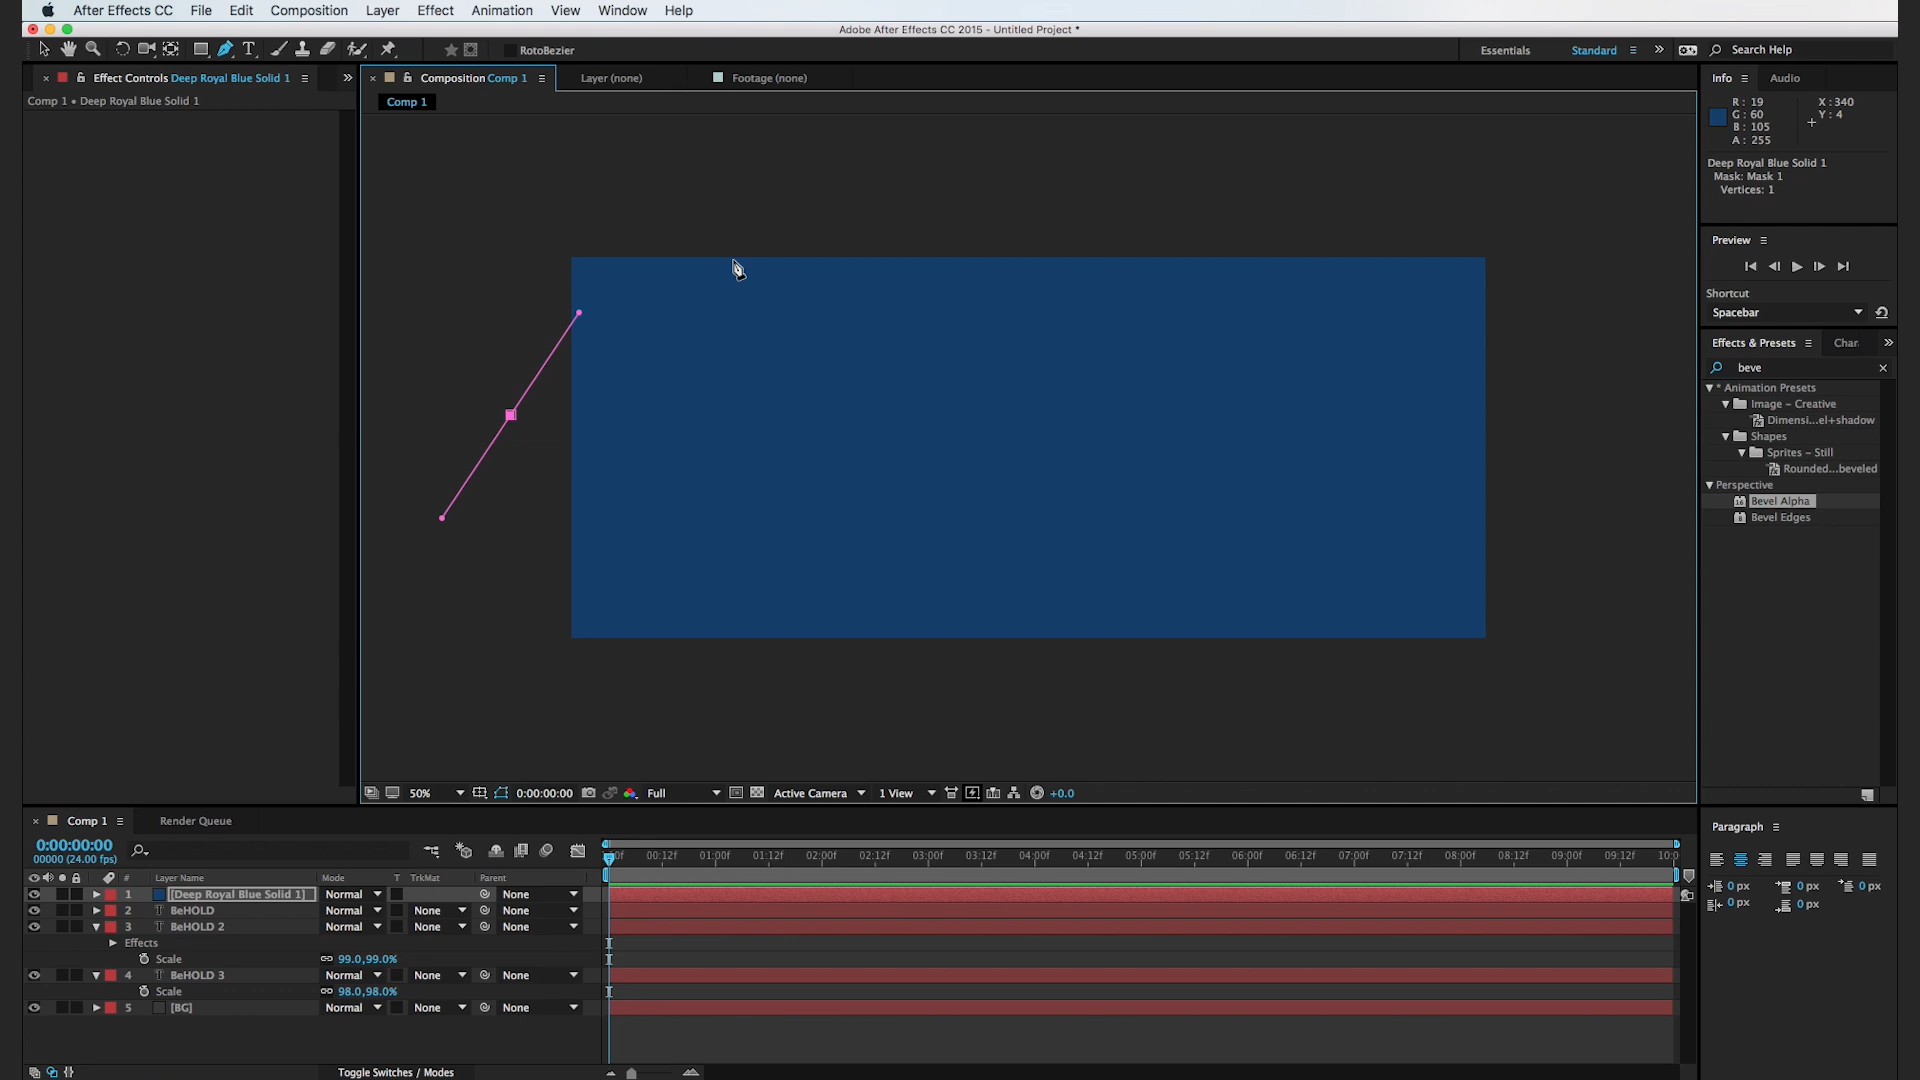 After Effects CC File Edit Composition Layer Effect Animation View Window Help
Adobe After Effects CC 2015 - Untitled Project *
RotoBezier
Essentials Standard Search Help
Effect Controls Deep Royal Blue Solid 1
Composition Comp 1 Layer (none) Footage (none)
Comp 1 • Deep Royal Blue Solid 1
Comp 1
Info Audio
R: 19 X: 340
G: 60 Y: 4
B: 105
A: 255
Deep Royal Blue Solid 1
Mask: Mask 1
Vertices: 1
Preview
Shortcut
Spacebar
Effects & Presets Char
beve
* Animation Presets
Image – Creative
Dimensi...el+shadow
Shapes
Sprites – Still
Rounded...beveled
Perspective
Bevel Alpha
Bevel Edges
50% 0:00:00:00 Full Active Camera 1 View +0.0
Comp 1 Render Queue
0:00:00:00
00000 (24.00 fps)
0f 00:12f 01:00f 01:12f 02:00f 02:12f 03:00f 03:12f 04:00f 04:12f 05:00f 05:12f 06:00f 06:12f 07:00f 07:12f 08:00f 08:12f 09:00f 09:12f 10:0
# Layer Name Mode T TrkMat Parent
1 [Deep Royal Blue Solid 1] Normal None
2 T BeHOLD Normal None None
3 T BeHOLD 2 Normal None None
Effects
Scale 99.0,99.0%
4 T BeHOLD 3 Normal None None
Scale 98.0,98.0%
5 [BG] Normal None None
Toggle Switches / Modes
Paragraph
0 px 0 px 0 px
0 px 0 px